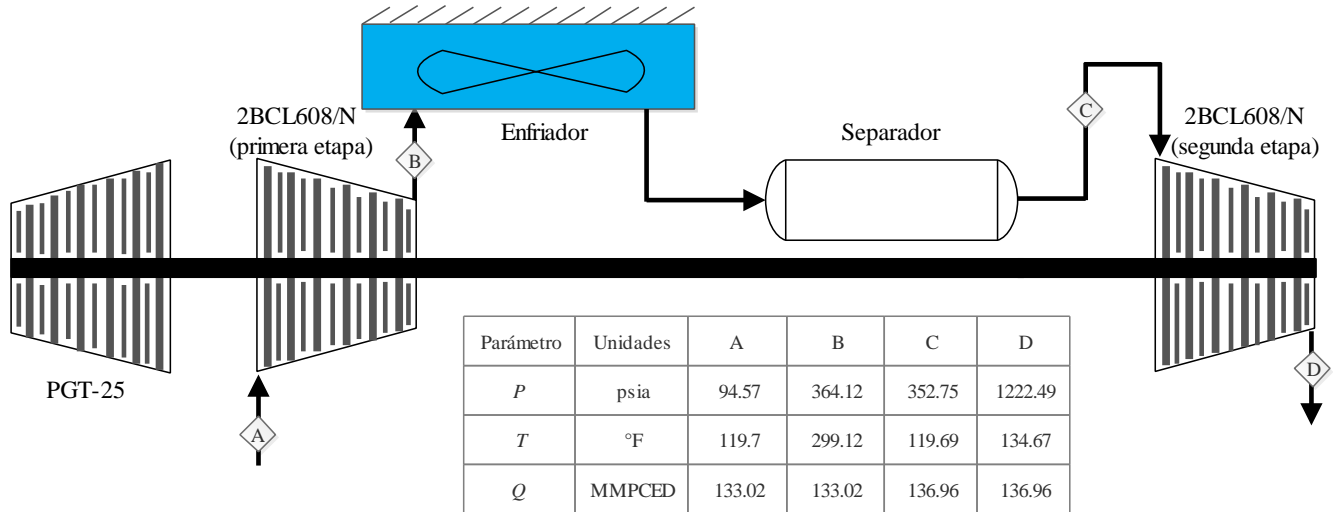 2BCL608/N
(primera etapa)
B
Enfriador
Separador
C
2BCL608/N
(segunda etapa)
PGT-25
A
D
Parámetro Unidades A B C D
P psia 94.57 364.12 352.75 1222.49
T °F 119.7 299.12 119.69 134.67
Q MMPCED 133.02 133.02 136.96 136.96